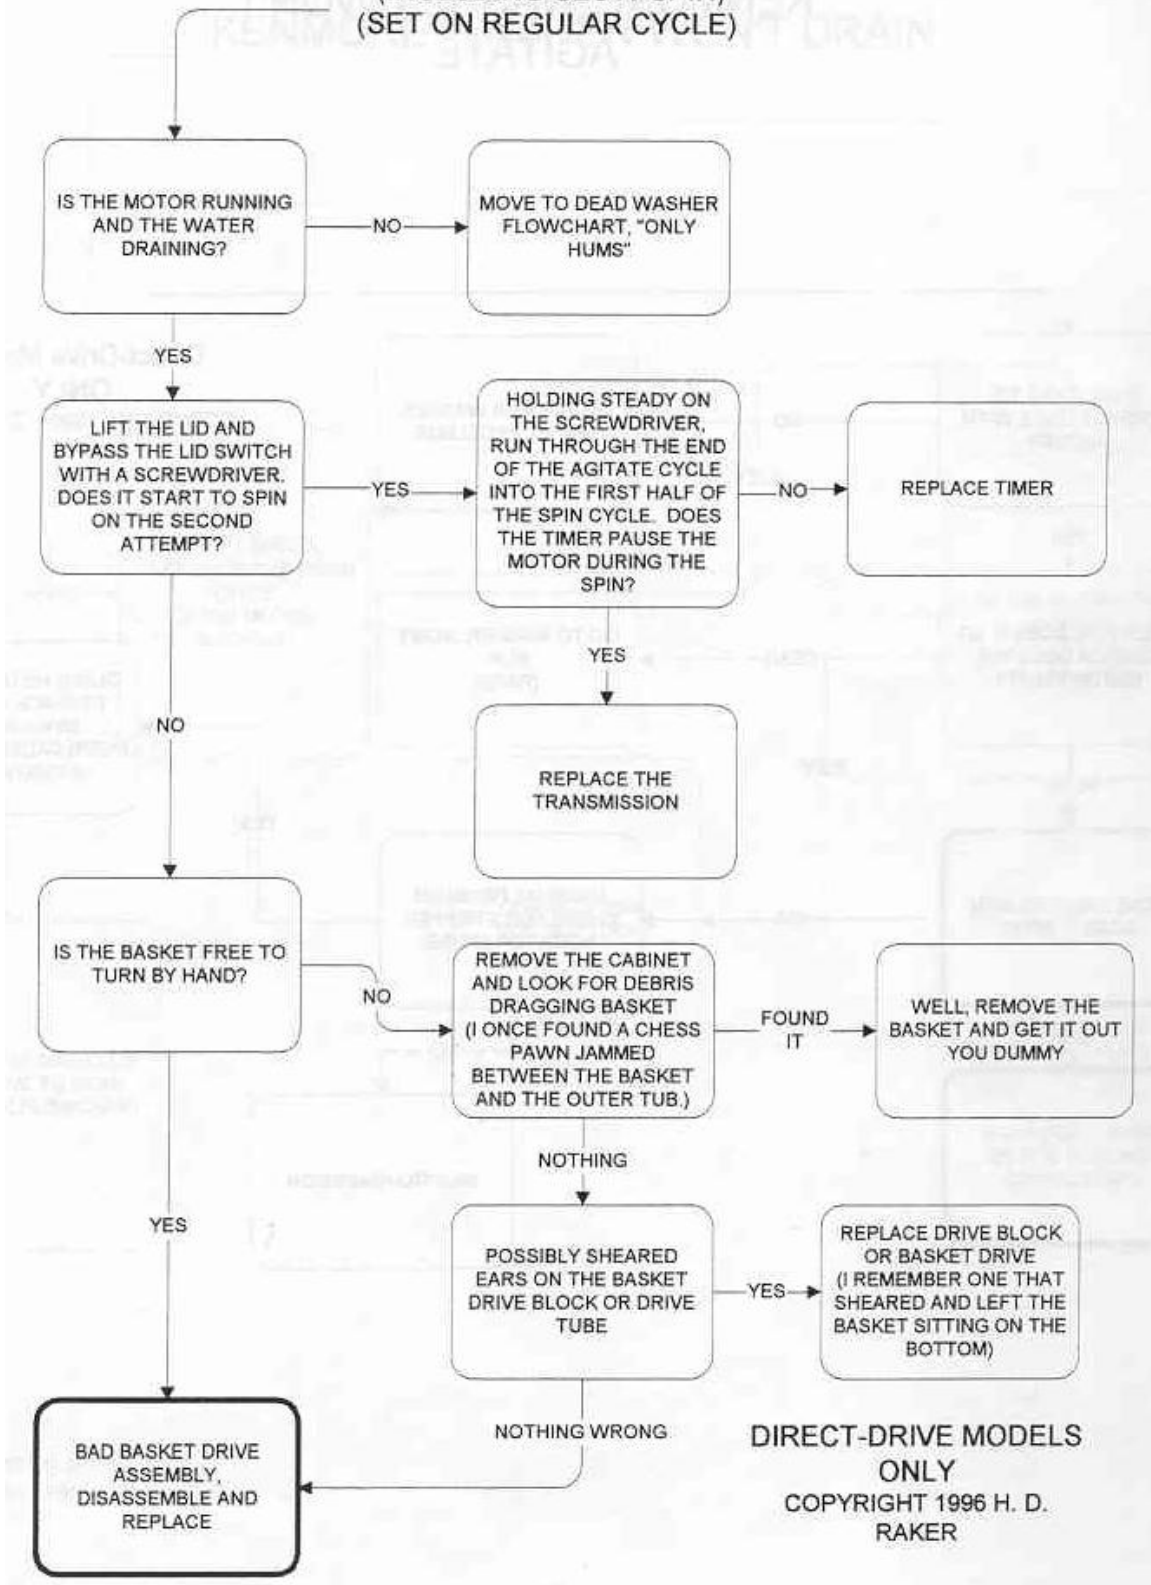 (SET ON REGULAR CYCLE)
IS THE MOTOR RUNNING
AND THE WATER
DRAINING?
NO
MOVE TO DEAD WASHER
FLOWCHART, "ONLY
HUMS"
YES
LIFT THE LID AND
BYPASS THE LID SWITCH
WITH A SCREWDRIVER.
DOES IT START TO SPIN
ON THE SECOND
ATTEMPT?
YES
HOLDING STEADY ON
THE SCREWDRIVER,
RUN THROUGH THE END
OF THE AGITATE CYCLE
INTO THE FIRST HALF OF
THE SPIN CYCLE. DOES
THE TIMER PAUSE THE
MOTOR DURING THE
SPIN?
NO
REPLACE TIMER
YES
REPLACE THE
TRANSMISSION
NO
IS THE BASKET FREE TO
TURN BY HAND?
NO
REMOVE THE CABINET
AND LOOK FOR DEBRIS
DRAGGING BASKET
(I ONCE FOUND A CHESS
PAWN JAMMED
BETWEEN THE BASKET
AND THE OUTER TUB.)
FOUND
IT
WELL, REMOVE THE
BASKET AND GET IT OUT
YOU DUMMY
NOTHING
POSSIBLY SHEARED
EARS ON THE BASKET
DRIVE BLOCK OR DRIVE
TUBE
YES
REPLACE DRIVE BLOCK
OR BASKET DRIVE
(I REMEMBER ONE THAT
SHEARED AND LEFT THE
BASKET SITTING ON THE
BOTTOM)
YES
NOTHING WRONG
BAD BASKET DRIVE
ASSEMBLY,
DISASSEMBLE AND
REPLACE
DIRECT-DRIVE MODELS
ONLY
COPYRIGHT 1996 H. D.
RAKER